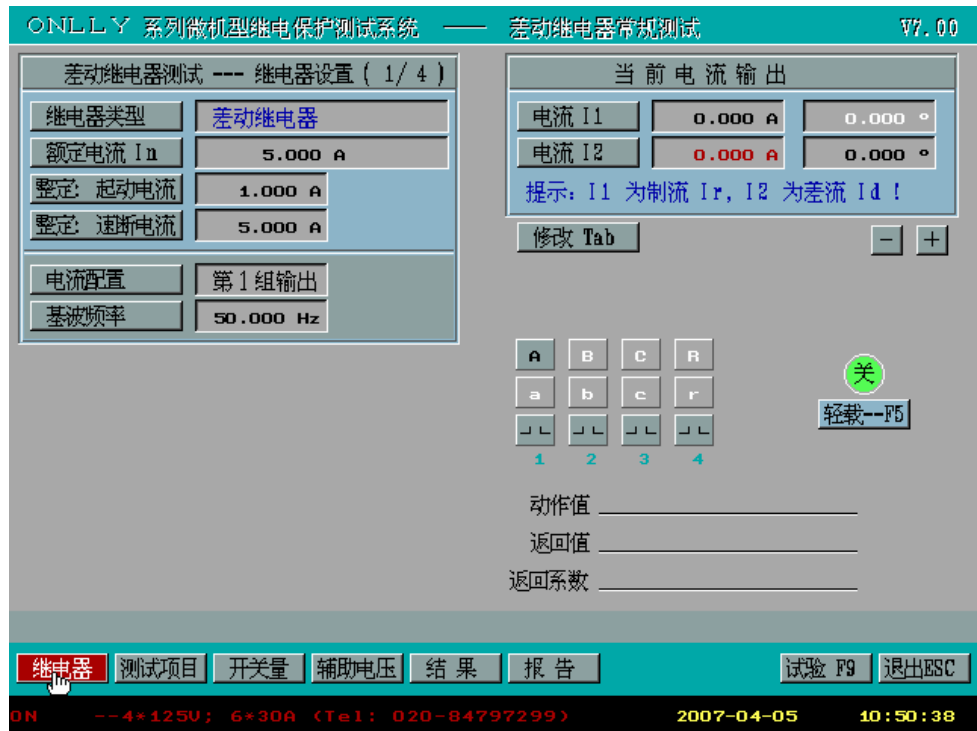 ONLLY 系列微机型继电保护测试系统 —— 差动继电器常规测试 V7.00
差动继电器测试 --- 继电器设置 ( 1/ 4 )
继电器类型 差动继电器
额定电流 In 5.000 A
整定: 起动电流 1.000 A
整定: 速断电流 5.000 A
电流配置 第 1 组输出
基波频率 50.000 Hz
当 前 电 流 输 出
电流 I1 0.000 A 0.000 °
电流 I2 0.000 A 0.000 °
提示: I1 为制流 Ir, I2 为差流 Id !
修改 Tab - +
A B C R
a b c r
1 2 3 4
关
轻载--F5
动作值
返回值
返回系数
继电器 测试项目 开关量 辅助电压 结 果 报 告 试验 F9 退出ESC
ON --4*125V; 6*30A (Tel: 020-84797299) 2007-04-05 10:50:38